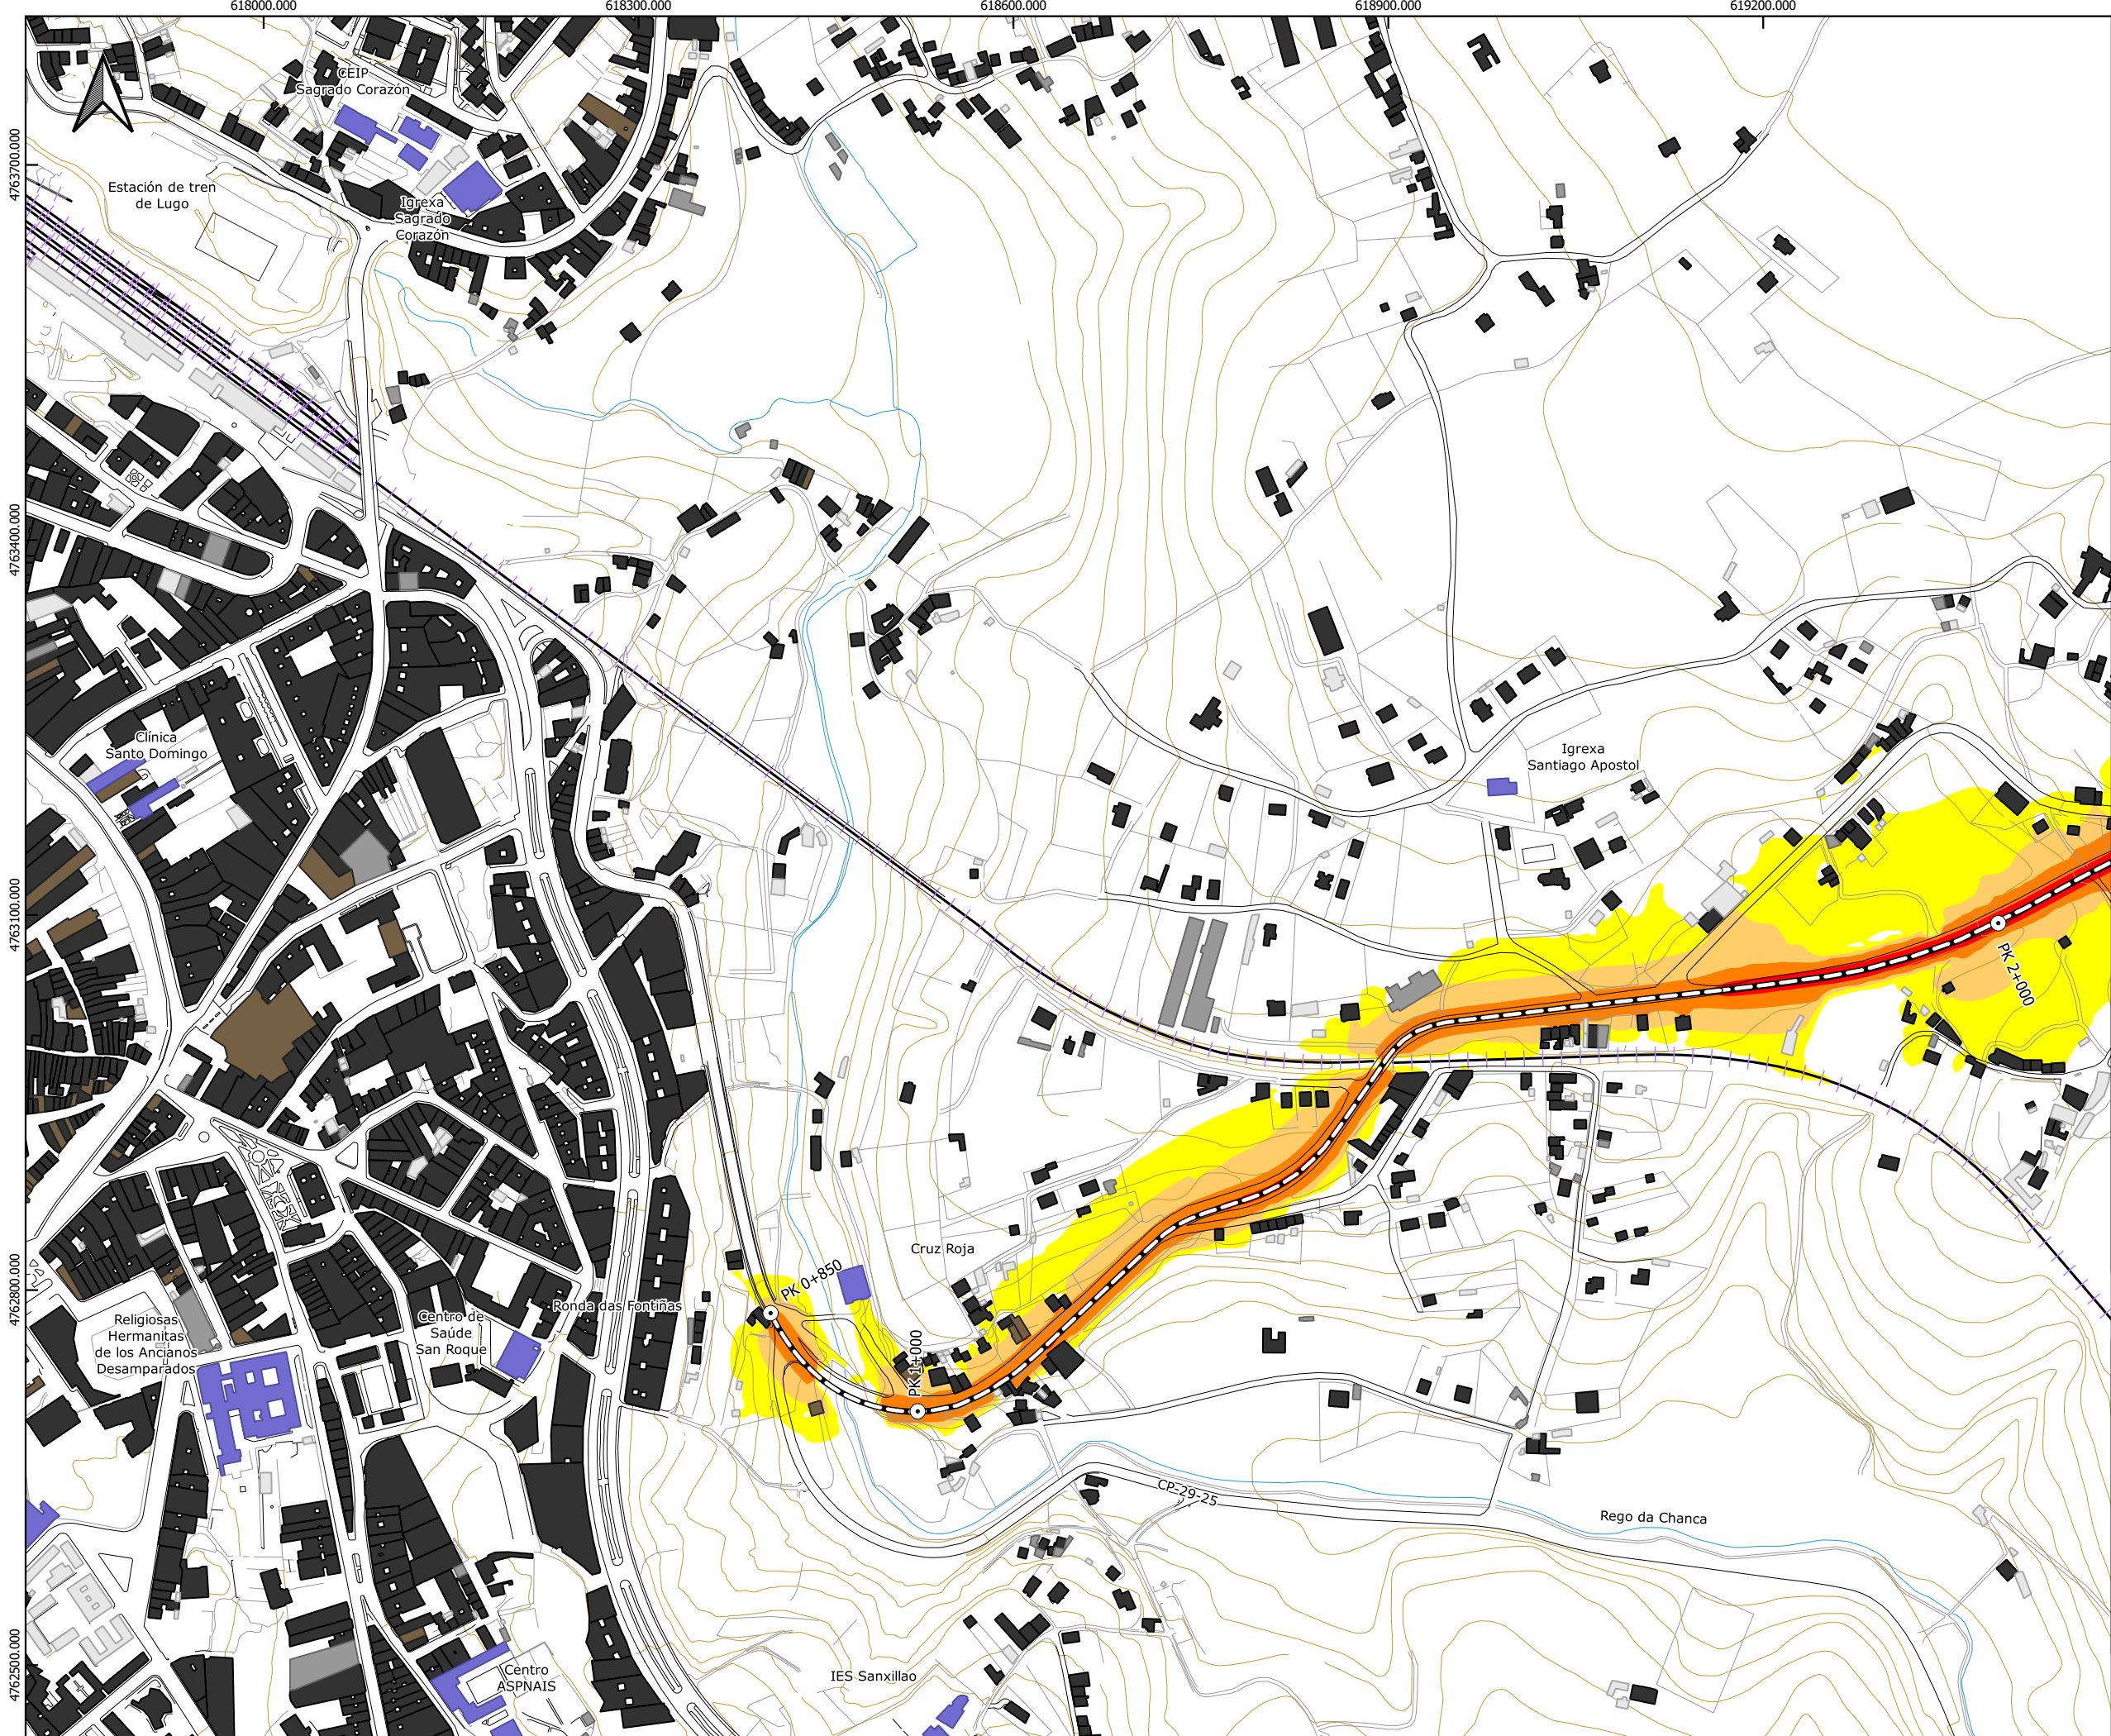 618000.000
618300.000
618600.000
618900.000
619200.000
4763700.000
4763400.000
4763100.000
4762800.000
4762500.000
CEIP
Sagrado Corazón
Estación de tren
de Lugo
Igrexa
Sagrado
Corazón
Clínica
Santo Domingo
Igrexa
Santiago Apostol
PK 2+000
Cruz Roja
PK 0+850
PK 1+000
Ronda das Fontiñas
Centro de
Saúde
San Roque
Religiosas
Hermanitas
de los Ancianos
Desamparados
CP-29-25
Rego da Chanca
IES Sanxillao
Centro
ASPNAIS